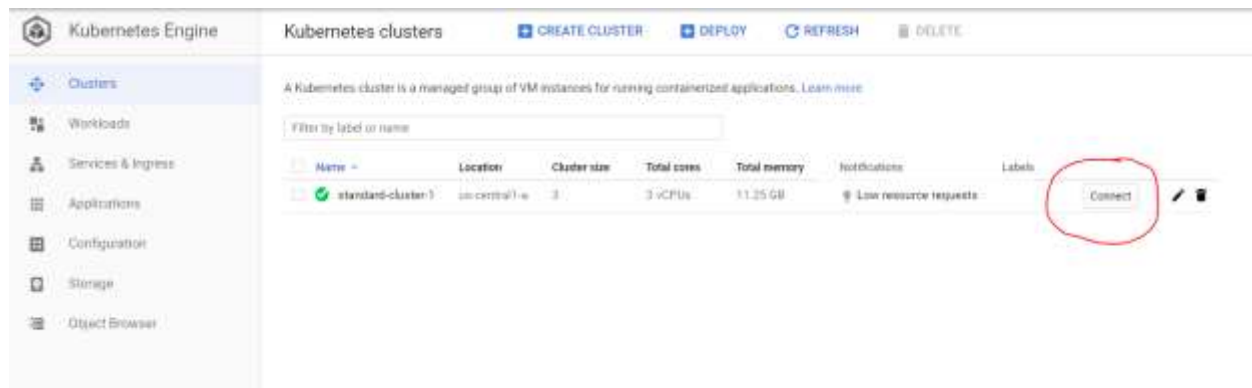 Kubernetes Engine
Kubernetes clusters
CREATE CLUSTER
DEPLOY
REFRESH
DELETE
Clusters
Workloads
Services & Ingress
Applications
Configuration
Storage
Object Browser
A Kubernetes cluster is a managed group of VM instances for running containerized applications. Learn more
Filter by label or name
Name Location Cluster size Total cores Total memory Notifications Labels
standard-cluster-1 us-central1-a 3 3 vCPUs 11.25 GB Low resource requests Connect